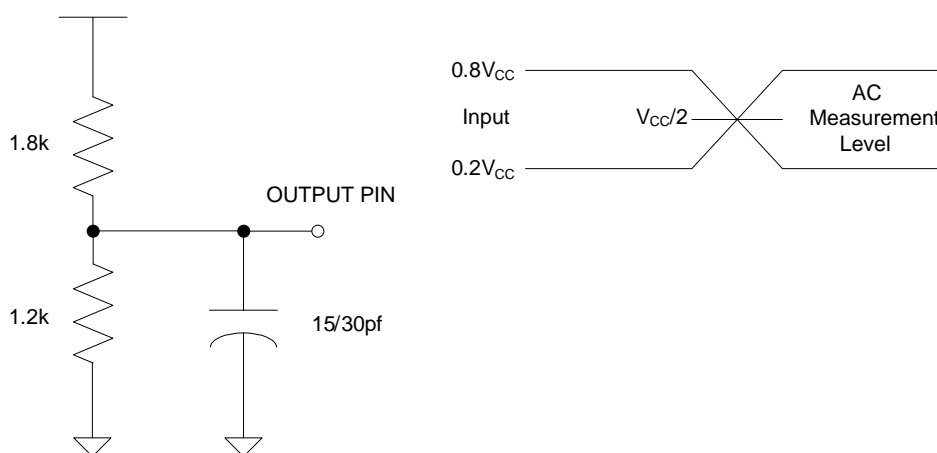 1.8k
OUTPUT PIN
1.2k
15/30pf
0.8VCC
Input
VCC/2
0.2VCC
AC
Measurement
Level